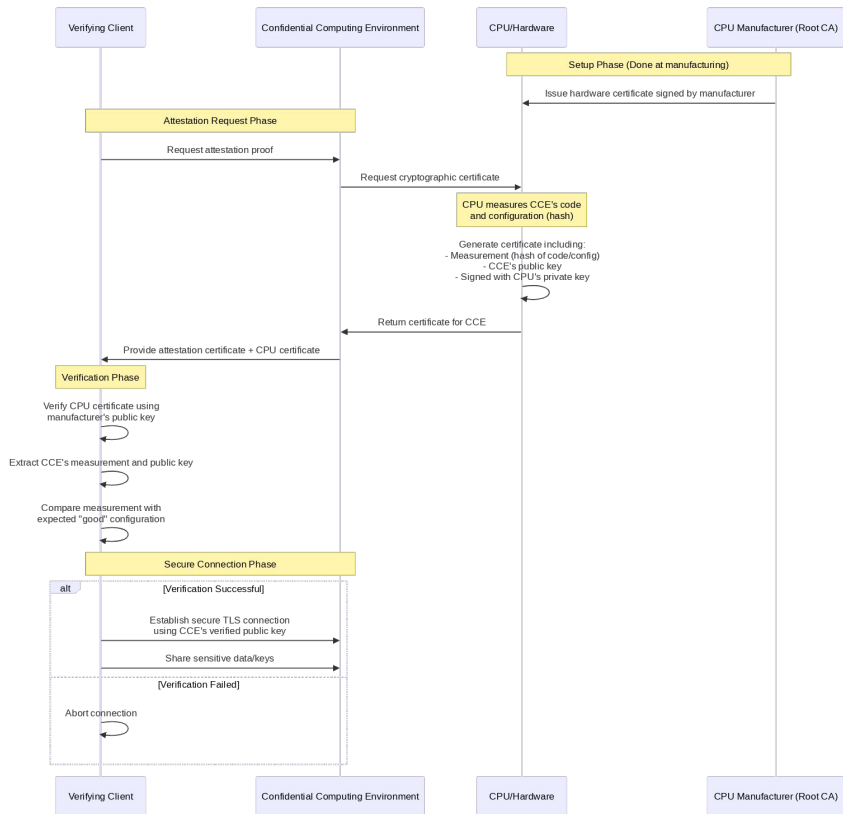 Verifying Client
Confidential Computing Environment
CPU/Hardware
CPU Manufacturer (Root CA)
Setup Phase (Done at manufacturing)
Issue hardware certificate signed by manufacturer
Attestation Request Phase
Request attestation proof
Request cryptographic certificate
CPU measures CCE's code
and configuration (hash)
Generate certificate including:
- Measurement (hash of code/config)
- CCE's public key
- Signed with CPU's private key
Return certificate for CCE
Provide attestation certificate + CPU certificate
Verification Phase
Verify CPU certificate using
manufacturer's public key
Extract CCE's measurement and public key
Compare measurement with
expected "good" configuration
Secure Connection Phase
alt
[Verification Successful]
Establish secure TLS connection
using CCE's verified public key
Share sensitive data/keys
[Verification Failed]
Abort connection
Verifying Client
Confidential Computing Environment
CPU/Hardware
CPU Manufacturer (Root CA)